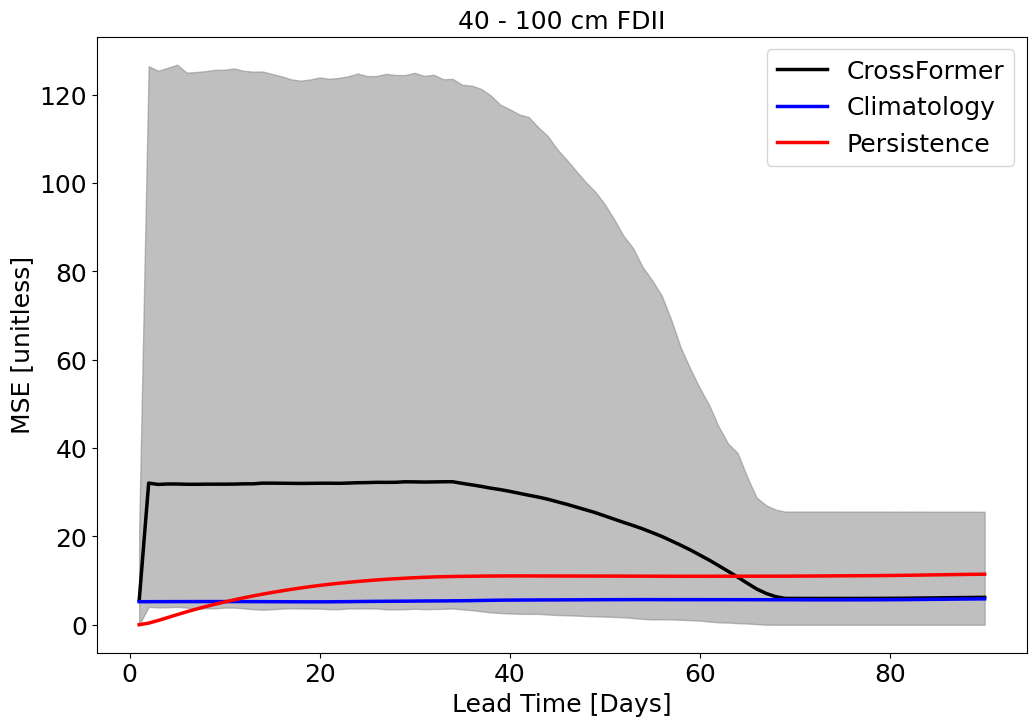 40 - 100 cm FDII
CrossFormer
Climatology
Persistence
MSE [unitless]
120
100
80
60
40
20
0
0 20 40 60 80
Lead Time [Days]